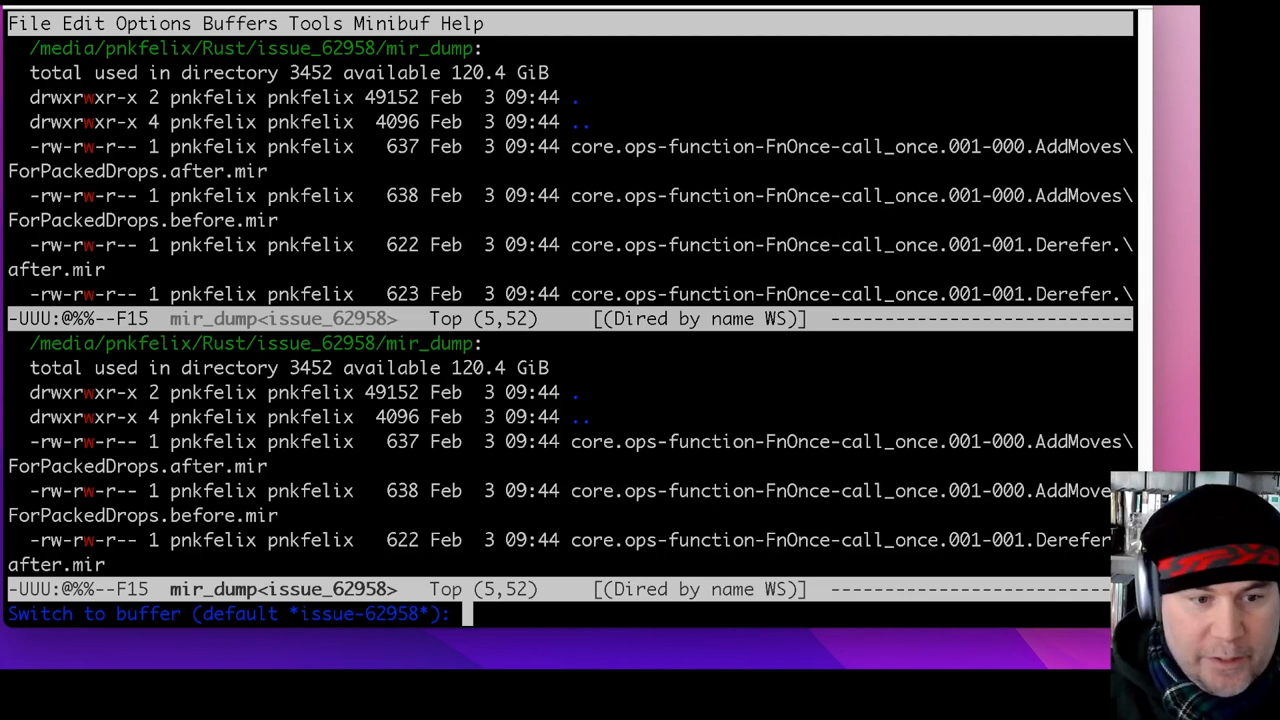 File Edit Options Buffers Tools Minibuf Help
/media/pnkfelix/Rust/issue_62958/mir_dump:
total used in directory 3452 available 120.4 GiB
drwxrwxr-x 2 pnkfelix pnkfelix 49152 Feb  3 09:44 .
drwxrwxr-x 4 pnkfelix pnkfelix  4096 Feb  3 09:44 ..
-rw-rw-r-- 1 pnkfelix pnkfelix   637 Feb  3 09:44 core.ops-function-FnOnce-call_once.001-000.AddMoves\
ForPackedDrops.after.mir
-rw-rw-r-- 1 pnkfelix pnkfelix   638 Feb  3 09:44 core.ops-function-FnOnce-call_once.001-000.AddMoves\
ForPackedDrops.before.mir
-rw-rw-r-- 1 pnkfelix pnkfelix   622 Feb  3 09:44 core.ops-function-FnOnce-call_once.001-001.Derefer.\
after.mir
-rw-rw-r-- 1 pnkfelix pnkfelix   623 Feb  3 09:44 core.ops-function-FnOnce-call_once.001-001.Derefer.\
-UUU:@%%--F15  mir_dump<issue_62958>   Top (5,52)     [(Dired by name WS)] ----------------------------
/media/pnkfelix/Rust/issue_62958/mir_dump:
total used in directory 3452 available 120.4 GiB
drwxrwxr-x 2 pnkfelix pnkfelix 49152 Feb  3 09:44 .
drwxrwxr-x 4 pnkfelix pnkfelix  4096 Feb  3 09:44 ..
-rw-rw-r-- 1 pnkfelix pnkfelix   637 Feb  3 09:44 core.ops-function-FnOnce-call_once.001-000.AddMoves\
ForPackedDrops.after.mir
-rw-rw-r-- 1 pnkfelix pnkfelix   638 Feb  3 09:44 core.ops-function-FnOnce-call_once.001-000.AddMove
ForPackedDrops.before.mir
-rw-rw-r-- 1 pnkfelix pnkfelix   622 Feb  3 09:44 core.ops-function-FnOnce-call_once.001-001.Derefer
after.mir
-UUU:@%%--F15  mir_dump<issue_62958>   Top (5,52)     [(Dired by name WS)] --------------------------
Switch to buffer (default *issue-62958*):